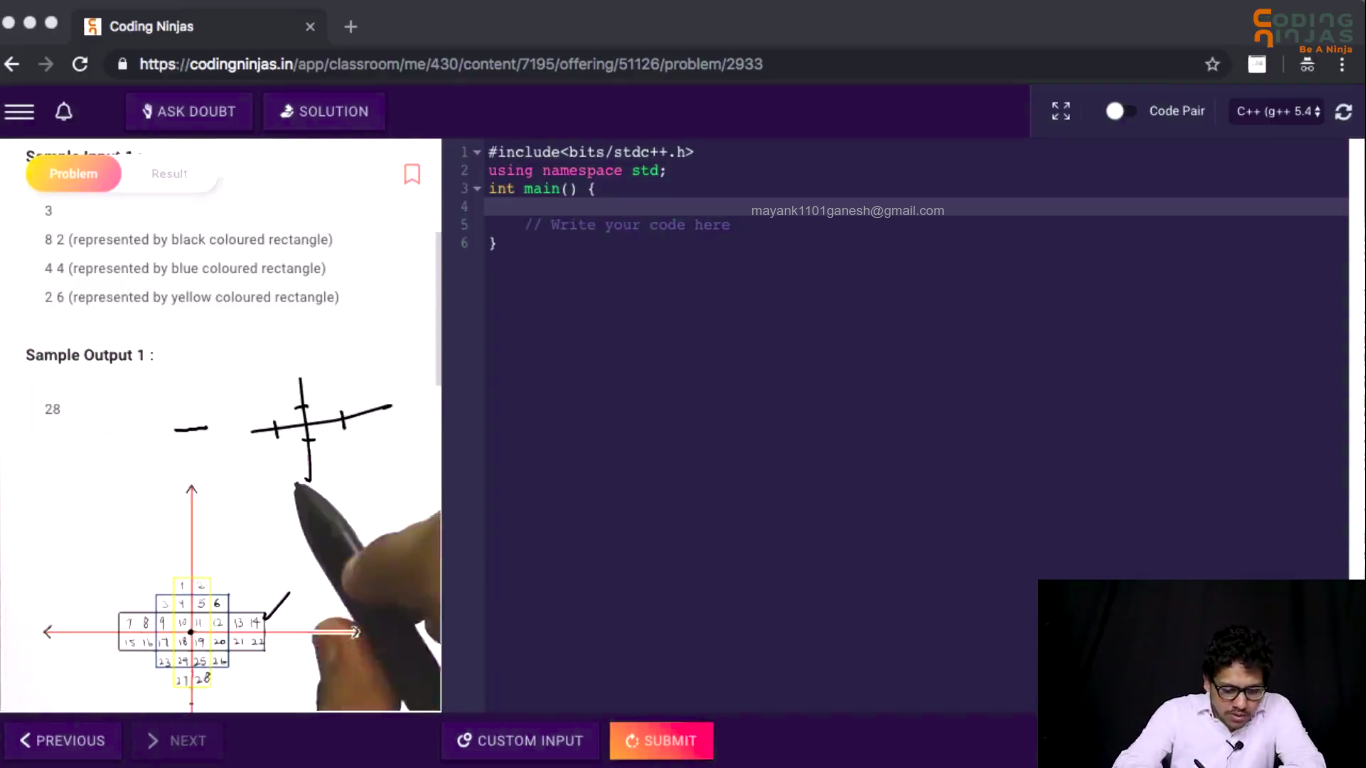 Coding Ninjas
CODING
NINJAS
Be A Ninja
https://codingninjas.in/app/classroom/me/430/content/7195/offering/51126/problem/2933
ASK DOUBT
SOLUTION
Code Pair
C++ (g++ 5.4
Sample Input 1 :
Problem
Result
3
8 2 (represented by black coloured rectangle)
4 4 (represented by blue coloured rectangle)
2 6 (represented by yellow coloured rectangle)
Sample Output 1 :
28
1 2
3 4 5 6
7 8 9 10 11 12 13 14
15 16 17 18 19 20 21 22
23 24 25 26
27 28
1 #include<bits/stdc++.h>
2 using namespace std;
3 int main() {
4
mayank1101ganesh@gmail.com
5 // Write your code here
6 }
PREVIOUS
NEXT
CUSTOM INPUT
SUBMIT